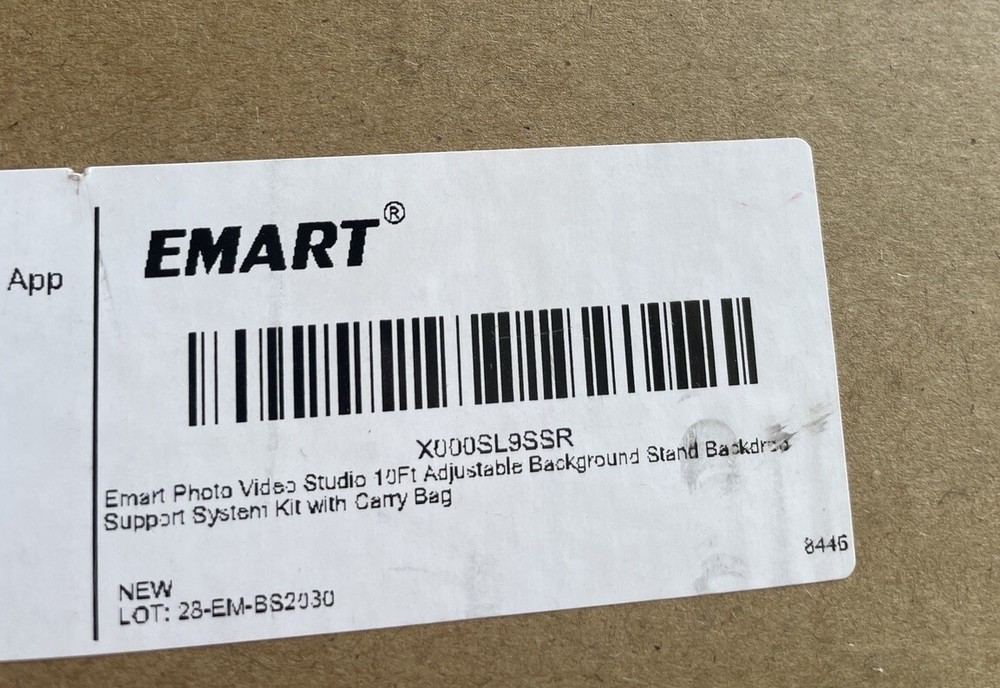 App
EMART®
X000SL9SSR
Emart Photo Video Studio 10Ft Adjustable Background Stand Backdrop
Support System Kit with Carry Bag
8446
NEW
LOT: 28-EM-BS2030